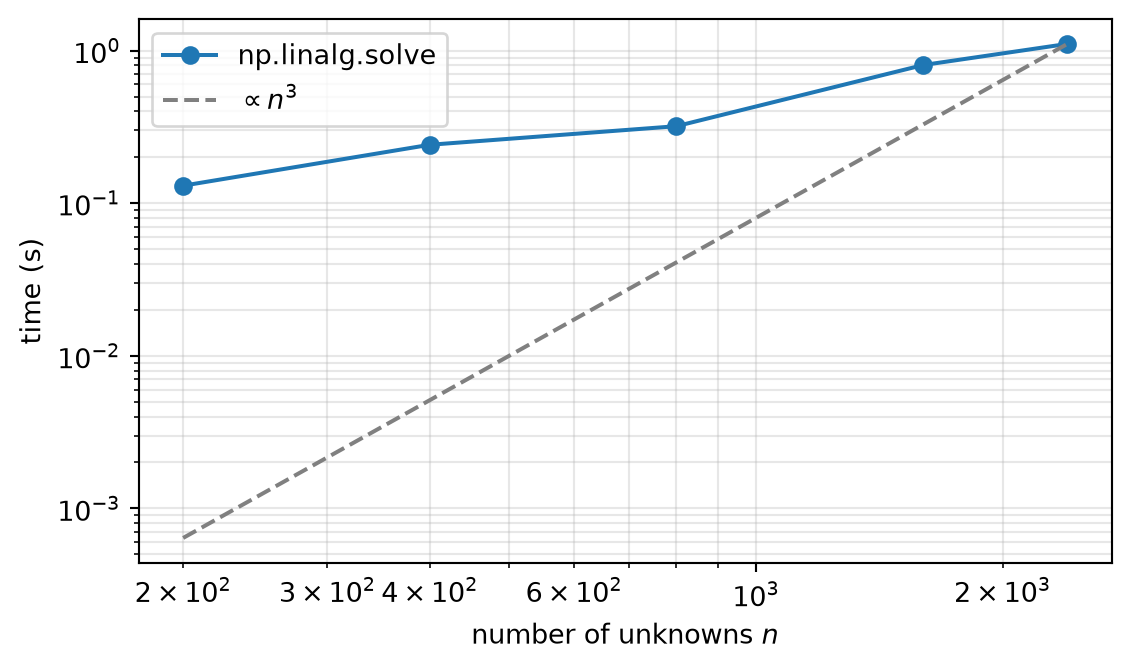 10⁰
10⁻¹
10⁻²
10⁻³
time (s)
np.linalg.solve
∝ n³
2 × 10² 3 × 10² 4 × 10² 6 × 10² 10³ 2 × 10³
number of unknowns n